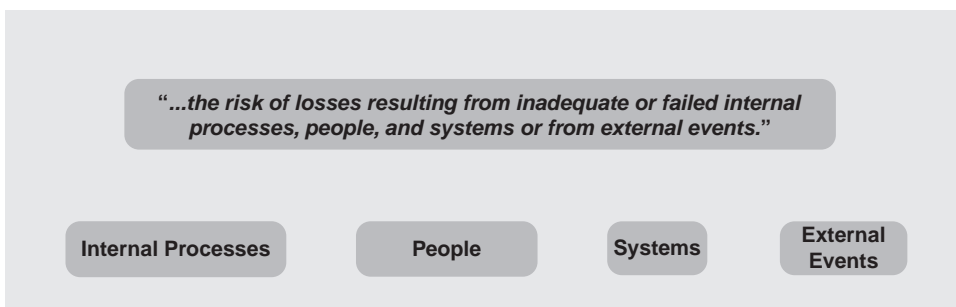 “...the risk of losses resulting from inadequate or failed internal
processes, people, and systems or from external events.”
Internal Processes
People
Systems
External
Events